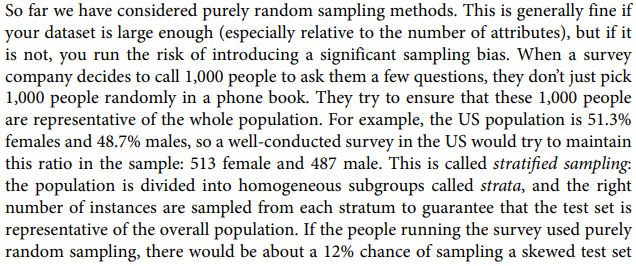 So far we have considered purely random sampling methods. This is generally fine if
your dataset is large enough (especially relative to the number of attributes), but if it
is not, you run the risk of introducing a significant sampling bias. When a survey
company decides to call 1,000 people to ask them a few questions, they don’t just pick
1,000 people randomly in a phone book. They try to ensure that these 1,000 people
are representative of the whole population. For example, the US population is 51.3%
females and 48.7% males, so a well-conducted survey in the US would try to maintain
this ratio in the sample: 513 female and 487 male. This is called stratified sampling:
the population is divided into homogeneous subgroups called strata, and the right
number of instances are sampled from each stratum to guarantee that the test set is
representative of the overall population. If the people running the survey used purely
random sampling, there would be about a 12% chance of sampling a skewed test set